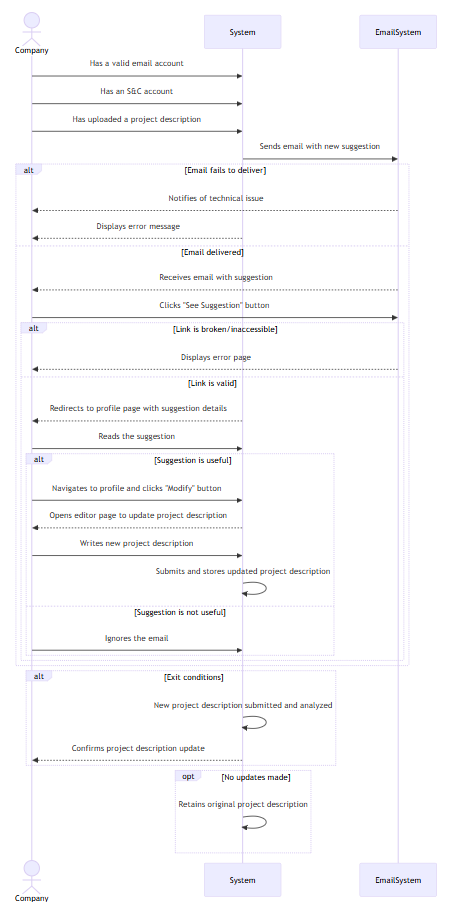 Company
System
EmailSystem
Has a valid email account
Has an S&C account
Has uploaded a project description
Sends email with new suggestion
alt
[Email fails to deliver]
Notifies of technical issue
Displays error message
[Email delivered]
Receives email with suggestion
Clicks "See Suggestion" button
alt
[Link is broken/inaccessible]
Displays error page
[Link is valid]
Redirects to profile page with suggestion details
Reads the suggestion
alt
[Suggestion is useful]
Navigates to profile and clicks "Modify" button
Opens editor page to update project description
Writes new project description
Submits and stores updated project description
[Suggestion is not useful]
Ignores the email
alt
[Exit conditions]
New project description submitted and analyzed
Confirms project description update
opt
[No updates made]
Retains original project description
Company
System
EmailSystem